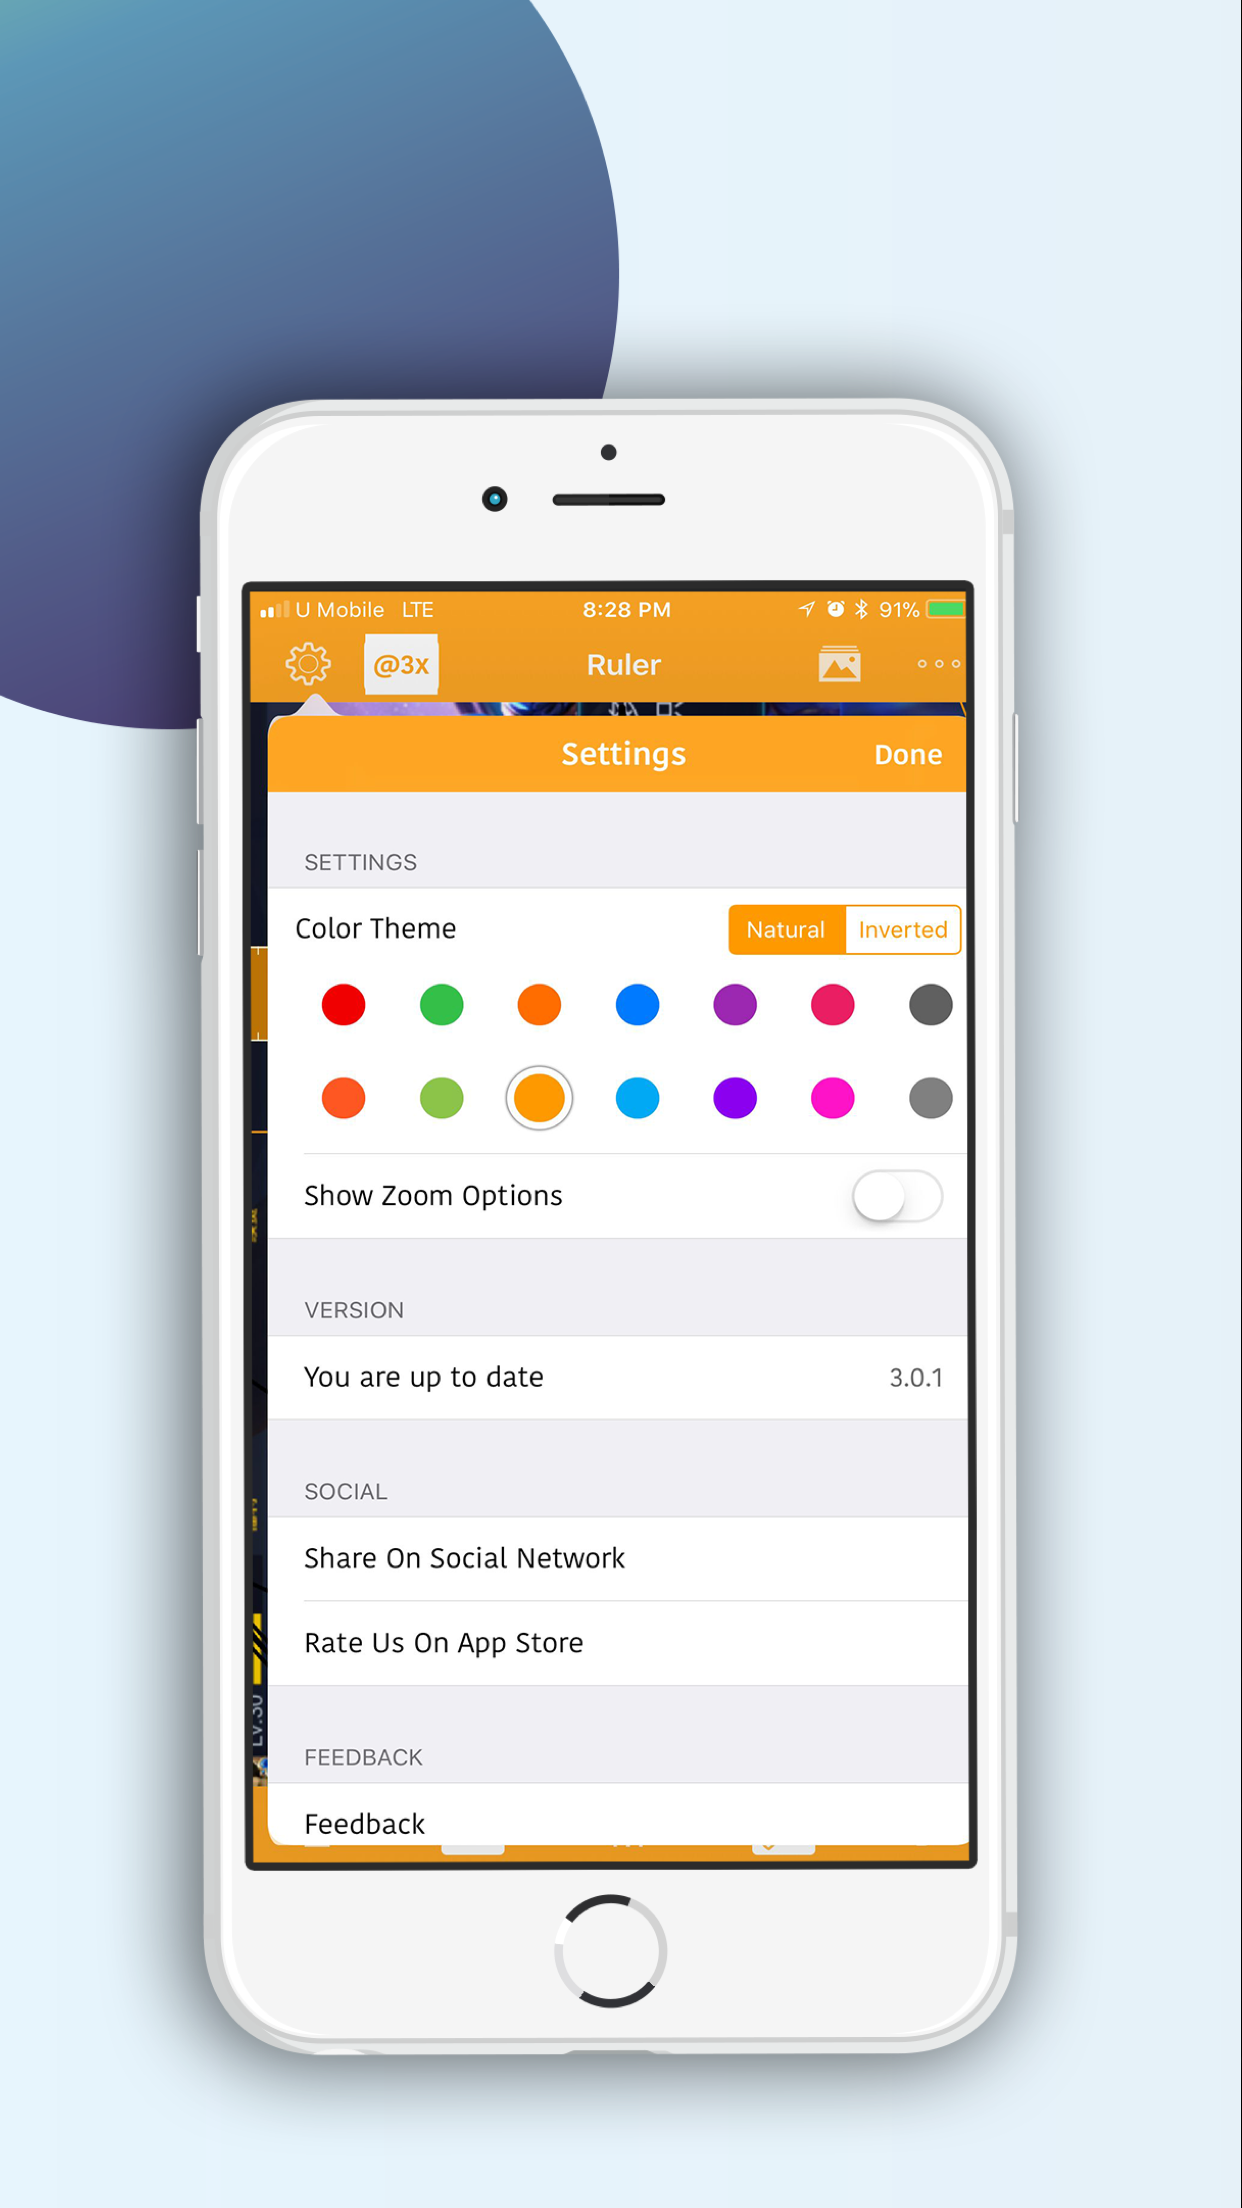 U Mobile LTE 8:28 PM 91%
@3x Ruler
Settings Done
SETTINGS
Color Theme Natural Inverted
Show Zoom Options
VERSION
You are up to date 3.0.1
SOCIAL
Share On Social Network
Rate Us On App Store
LV.30
FEEDBACK
Feedback